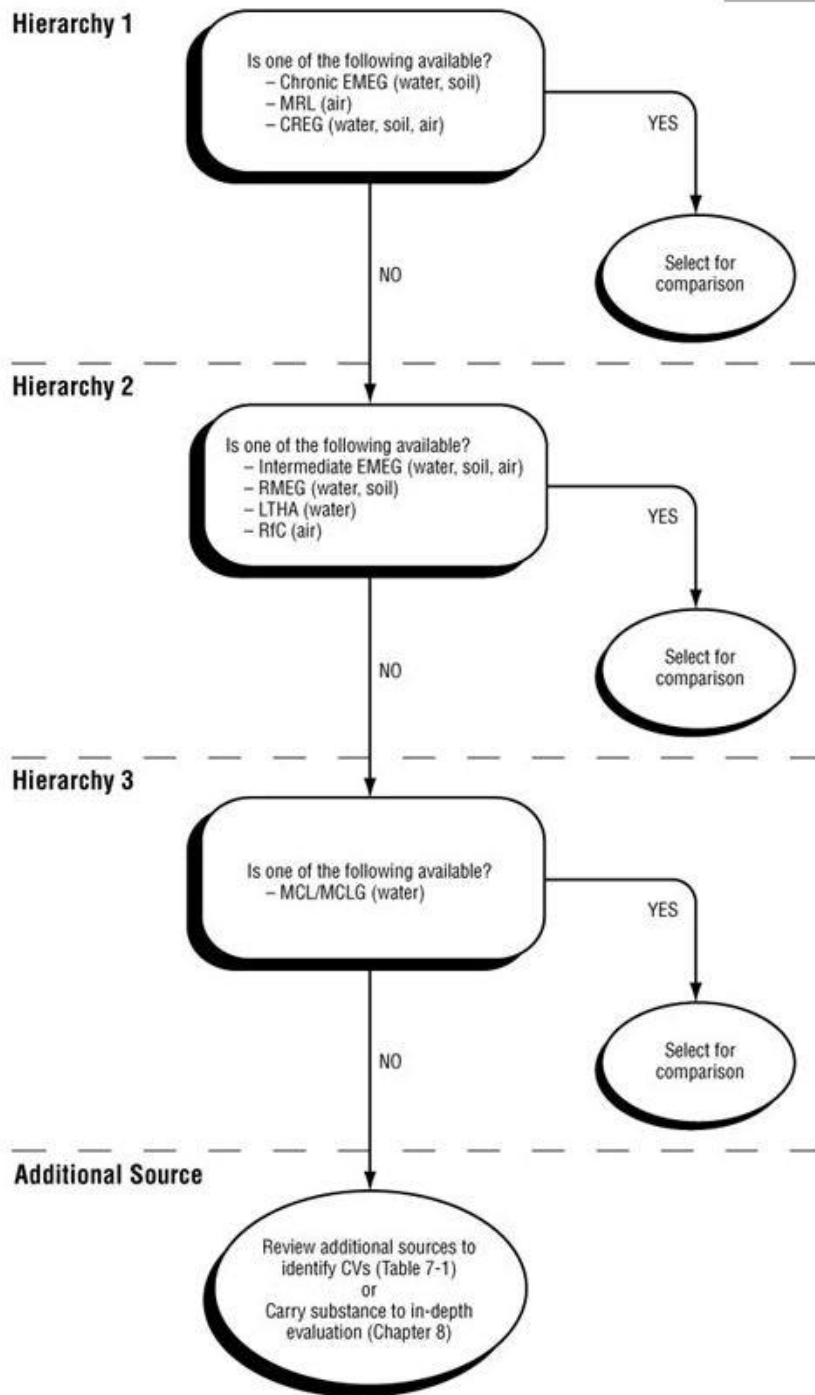 Hierarchy 1
Is one of the following available?
– Chronic EMEG (water, soil)
– MRL (air)
– CREG (water, soil, air)
YES
Select for
comparison
NO
Hierarchy 2
Is one of the following available?
– Intermediate EMEG (water, soil, air)
– RMEG (water, soil)
– LTHA (water)
– RfC (air)
YES
Select for
comparison
NO
Hierarchy 3
Is one of the following available?
– MCL/MCLG (water)
YES
Select for
comparison
NO
Additional Source
Review additional sources to
identify CVs (Table 7-1)
or
Carry substance to in-depth
evaluation (Chapter 8)